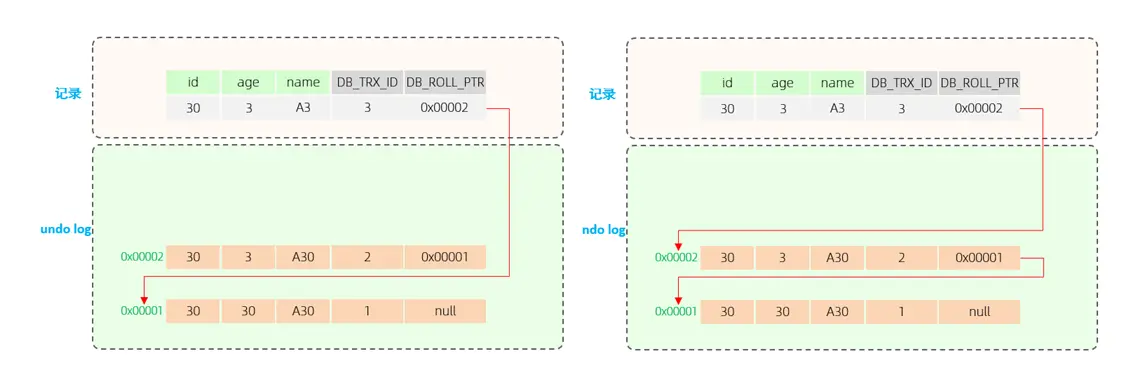 id age name DB_TRX_ID DB_ROLL_PTR
记录
30 3 A3 3 0x00002
undo log
0x00002 30 3 A30 2 0x00001
0x00001 30 30 A30 1 null
id age name DB_TRX_ID DB_ROLL_PTR
记录
30 3 A3 3 0x00002
ndo log
0x00002 30 3 A30 2 0x00001
0x00001 30 30 A30 1 null